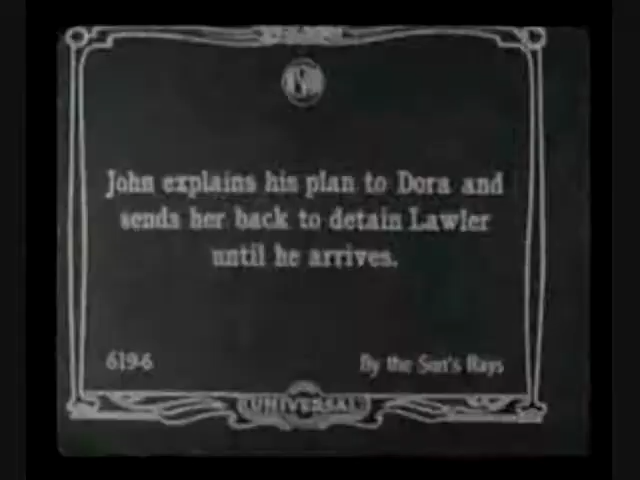 John explains his plan to Dora and
sends her back to detain Lawler
until he arrives.
619-6
By the Sun's Rays
UNIVERSAL